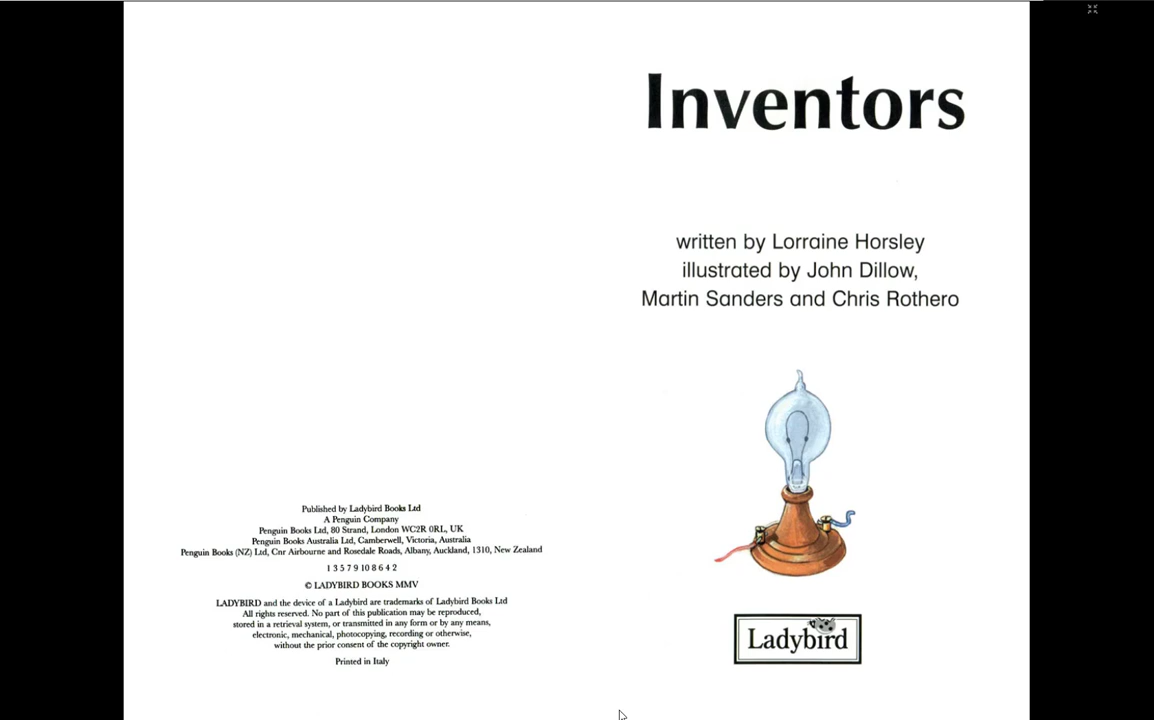 Published by Ladybird Books Ltd
A Penguin Company
Penguin Books Ltd, 80 Strand, London WC2R 0RL, UK
Penguin Books Australia Ltd, Camberwell, Victoria, Australia
Penguin Books (NZ) Ltd, Cnr Airbourne and Rosedale Roads, Albany, Auckland, 1310, New Zealand
1 3 5 7 9 10 8 6 4 2
© LADYBIRD BOOKS MMV
LADYBIRD and the device of a Ladybird are trademarks of Ladybird Books Ltd
All rights reserved. No part of this publication may be reproduced,
stored in a retrieval system, or transmitted in any form or by any means,
electronic, mechanical, photocopying, recording or otherwise,
without the prior consent of the copyright owner.
Printed in Italy
Inventors
written by Lorraine Horsley
illustrated by John Dillow,
Martin Sanders and Chris Rothero
Ladybird